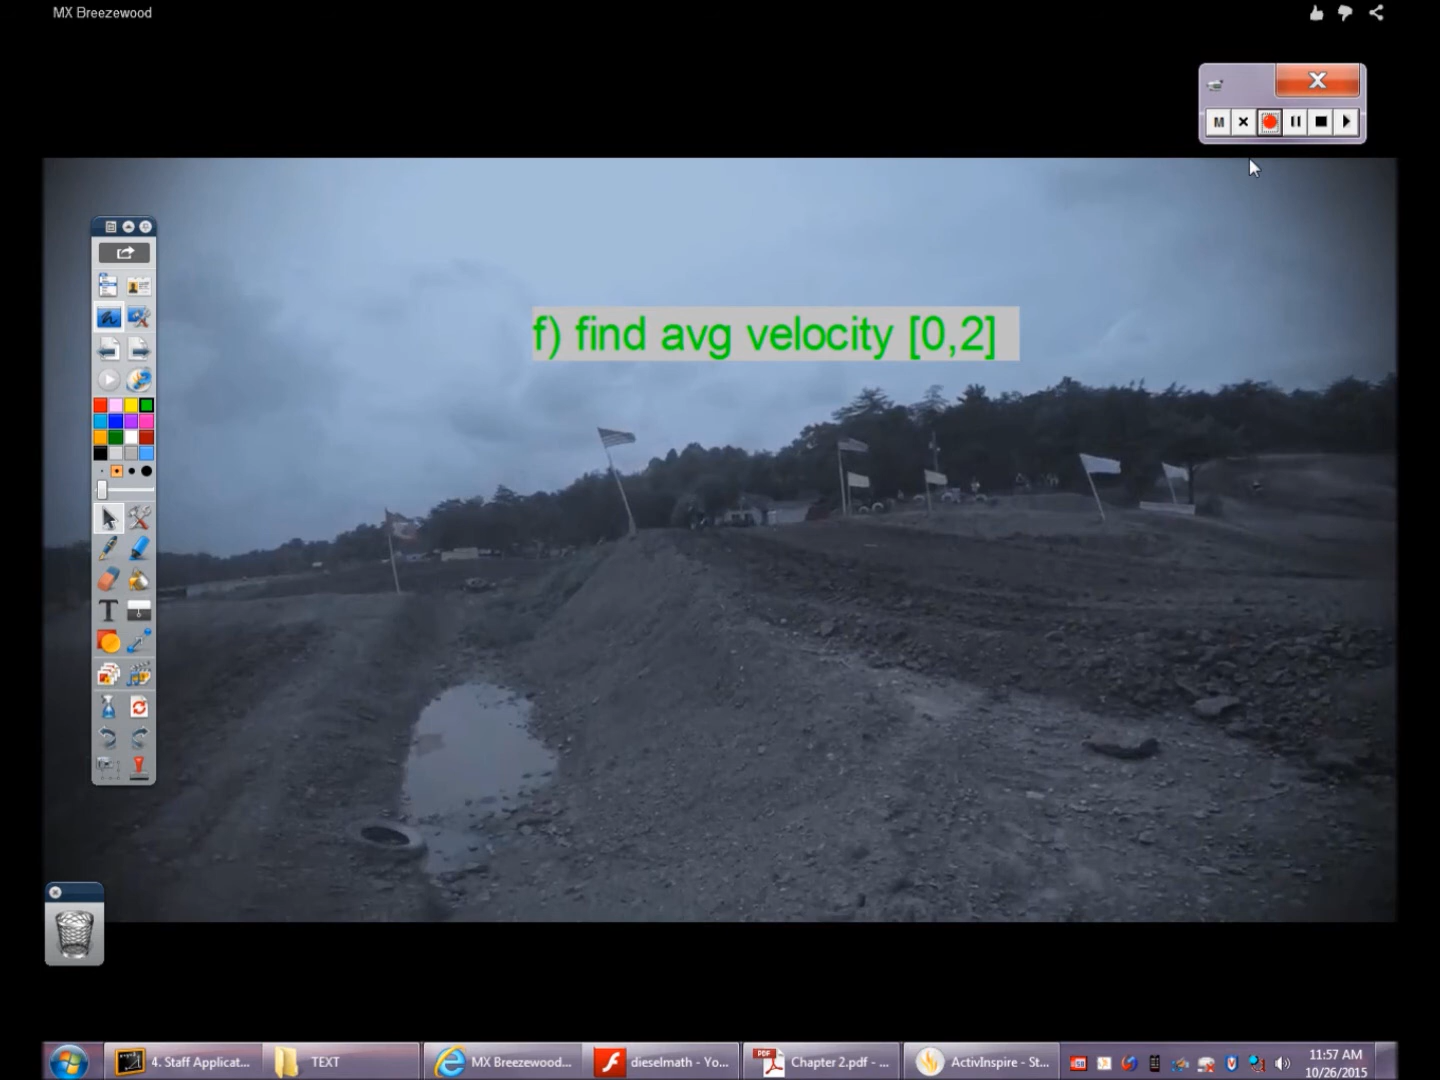 MX Breezewood
M
f) find avg velocity [0,2]
4. Staff Applicat...
TEXT
MX Breezewood...
dieselmath - Yo...
PDF
Chapter 2.pdf - ...
ActivInspire - St...
11:57 AM
10/26/2015